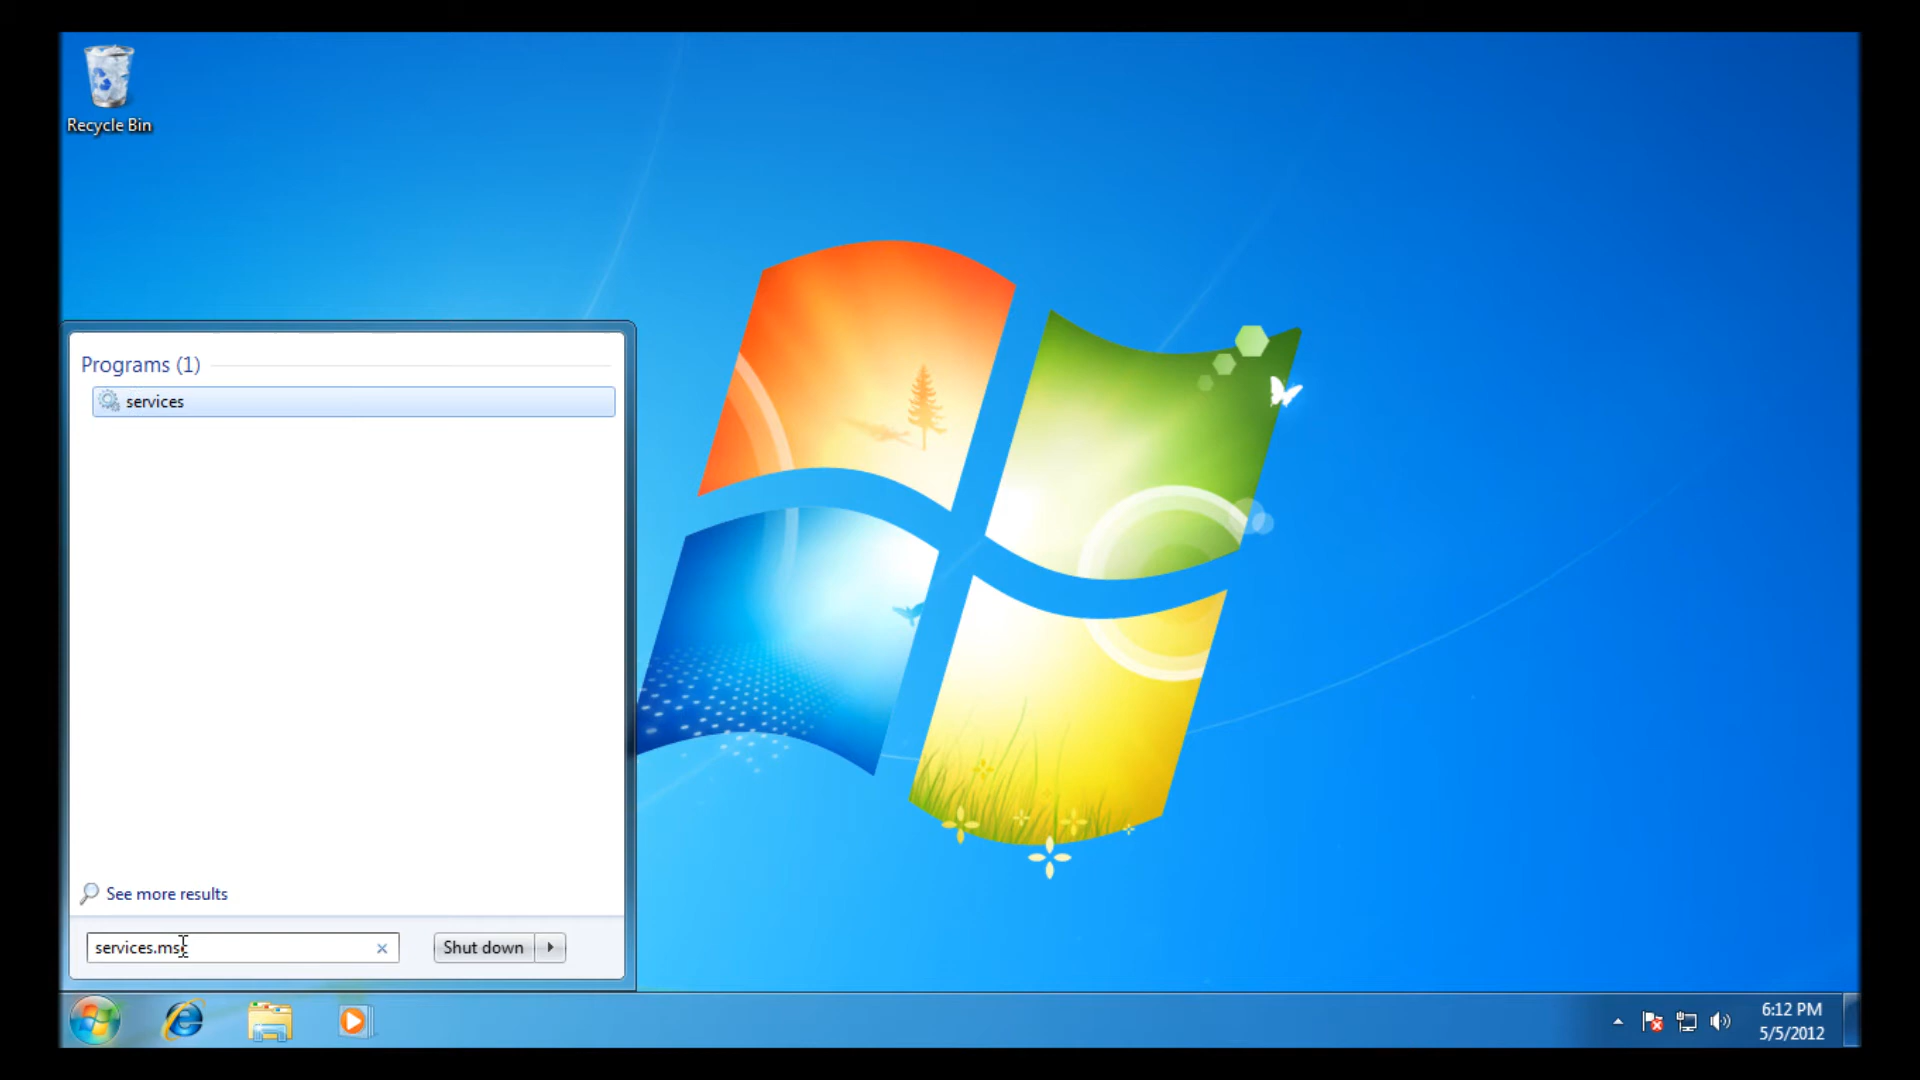 Recycle Bin
Programs (1)
services
See more results
services.msc
Shut down
6:12 PM
5/5/2012